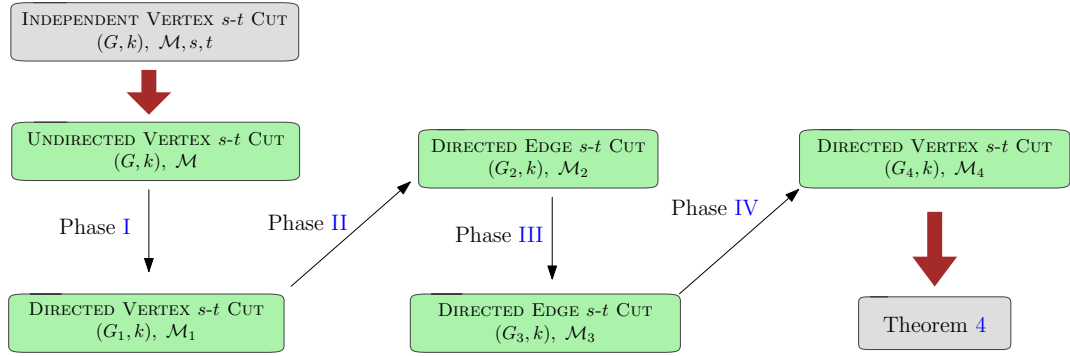 INDEPENDENT VERTEX s-t CUT
(G, k), ℳ, s, t
UNDIRECTED VERTEX s-t CUT
(G, k), ℳ
Phase I
DIRECTED VERTEX s-t CUT
(G₁, k), ℳ₁
Phase II
DIRECTED EDGE s-t CUT
(G₂, k), ℳ₂
Phase III
DIRECTED EDGE s-t CUT
(G₃, k), ℳ₃
Phase IV
DIRECTED VERTEX s-t CUT
(G₄, k), ℳ₄
Theorem 4